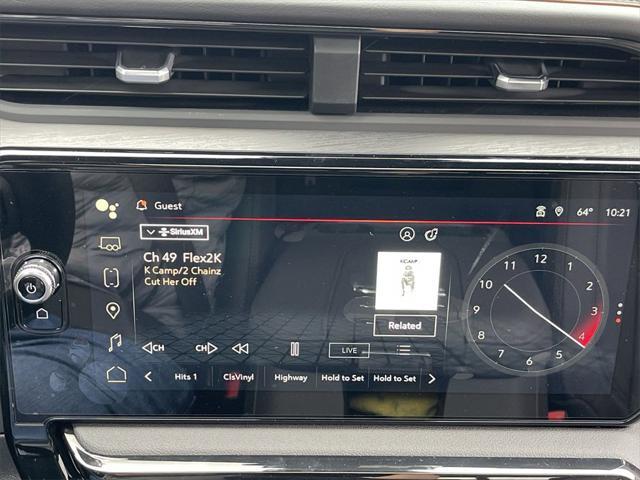 Guest
64° 10:21
SiriusXM
Ch 49 Flex2K
K Camp/2 Chainz
Cut Her Off
K CAMP
Related
CH CH
LIVE
Hits 1 ClsVinyl Highway Hold to Set Hold to Set
12
11 1
10 2
9 3
8 4
7 5
6